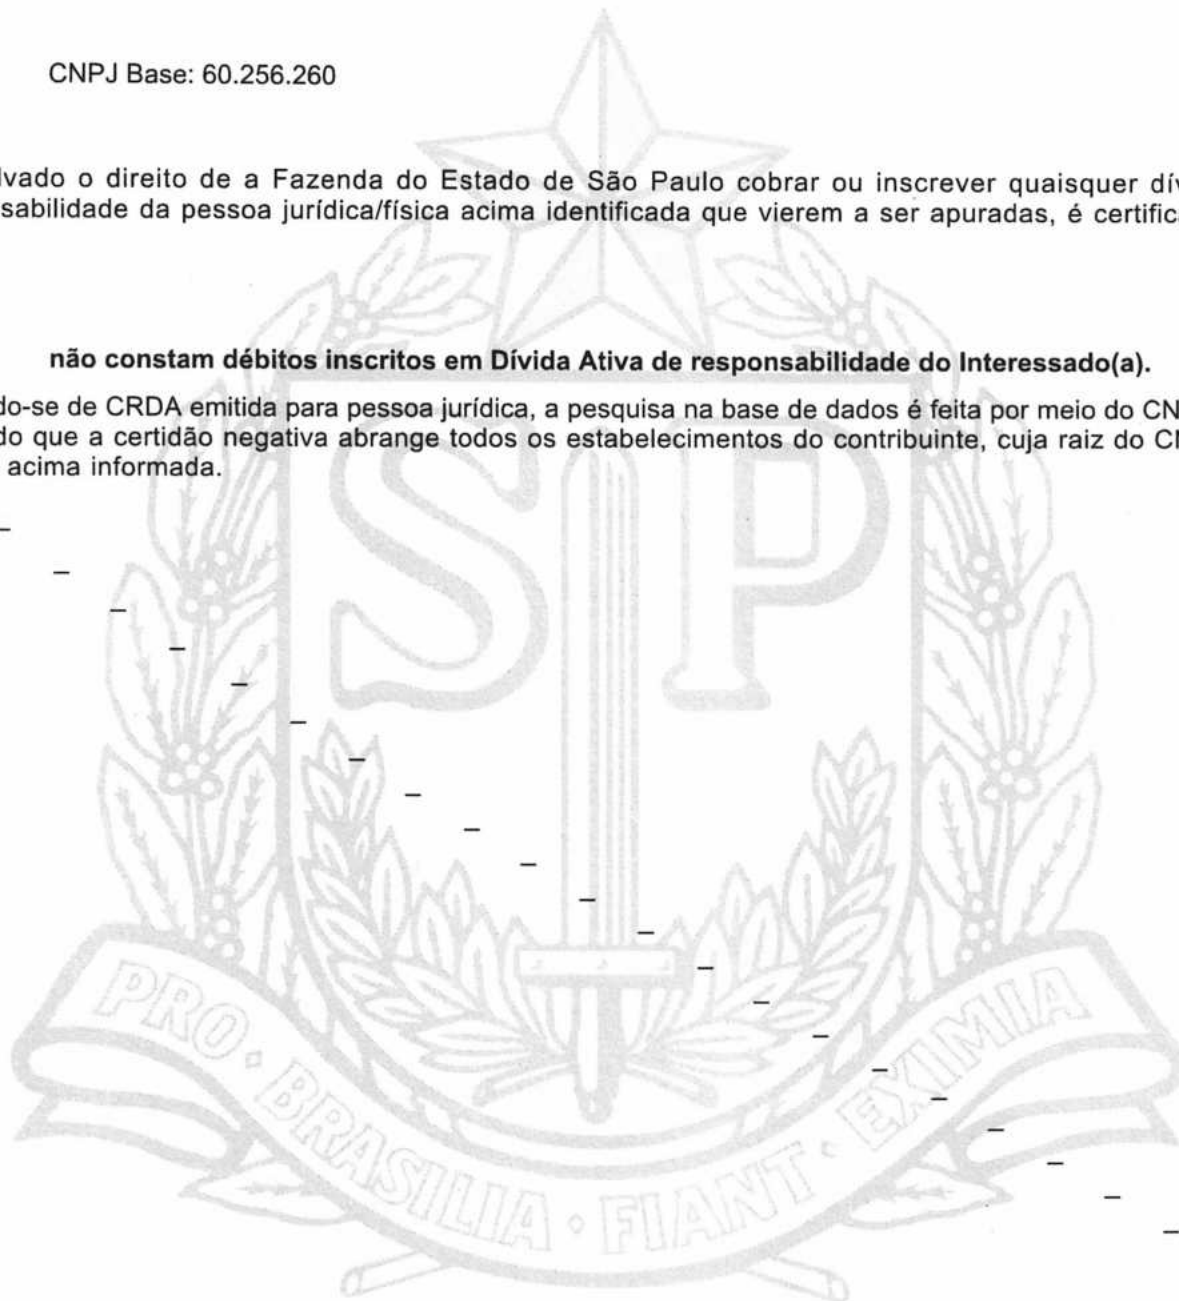 CNPJ Base: 60.256.260
lvado o direito de a Fazenda do Estado de São Paulo cobrar ou inscrever quaisquer dív
sabilidade da pessoa jurídica/física acima identificada que vierem a ser apuradas, é certific
não constam débitos inscritos em Dívida Ativa de responsabilidade do Interessado(a).
do-se de CRDA emitida para pessoa jurídica, a pesquisa na base de dados é feita por meio do CN
do que a certidão negativa abrange todos os estabelecimentos do contribuinte, cuja raiz do C
acima informada.
SP
PRO • BRASILIA • FIANT • EXIMIA